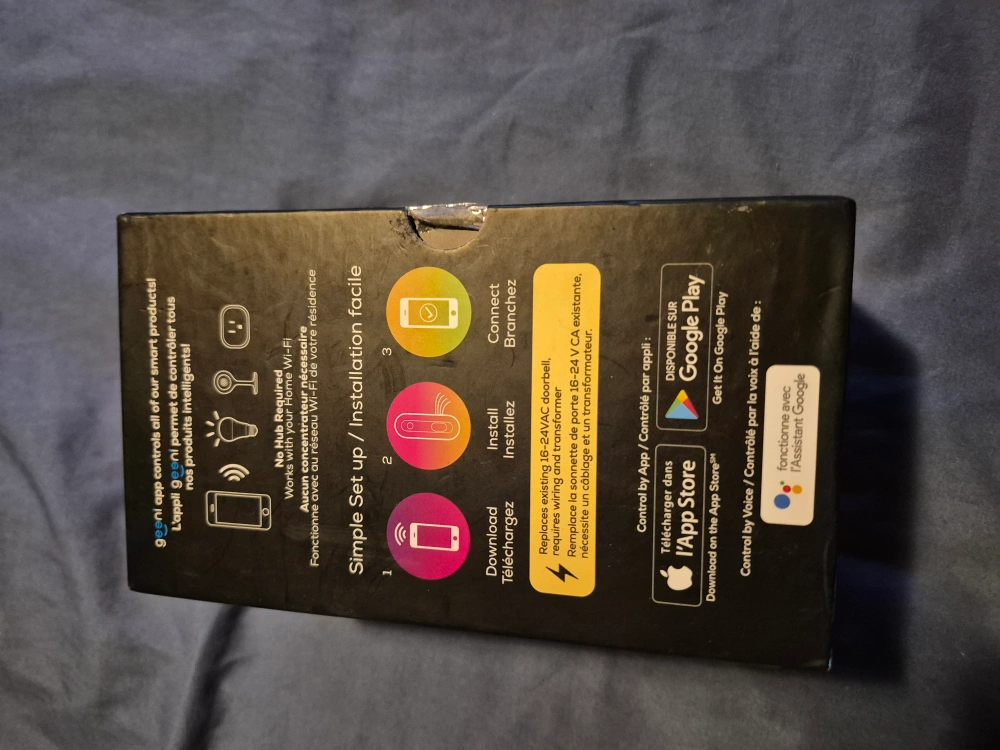 geeni app controls all of our smart products!
L'appli geeni permet de contrôler tous
nos produits intelligents!
No Hub Required
Works with your Home Wi-Fi
Aucun concentrateur nécessaire
Fonctionne avec au réseau Wi-Fi de votre résidence
Simple Set up / Installation facile
1
2
3
Download
Téléchargez
Install
Installez
Connect
Branchez
Replaces existing 16-24VAC doorbell,
requires wiring and transformer
Remplace la sonnette de porte 16-24 V CA existante,
nécessite un câblage et un transformateur.
Control by App / Contrôlé par appli :
Télécharger dans
l'App Store
Download on the App Store℠
DISPONIBLE SUR
Google Play
Get It On Google Play
Control by Voice / Contrôlé par la voix à l'aide de :
fonctionne avec
l'Assistant Google